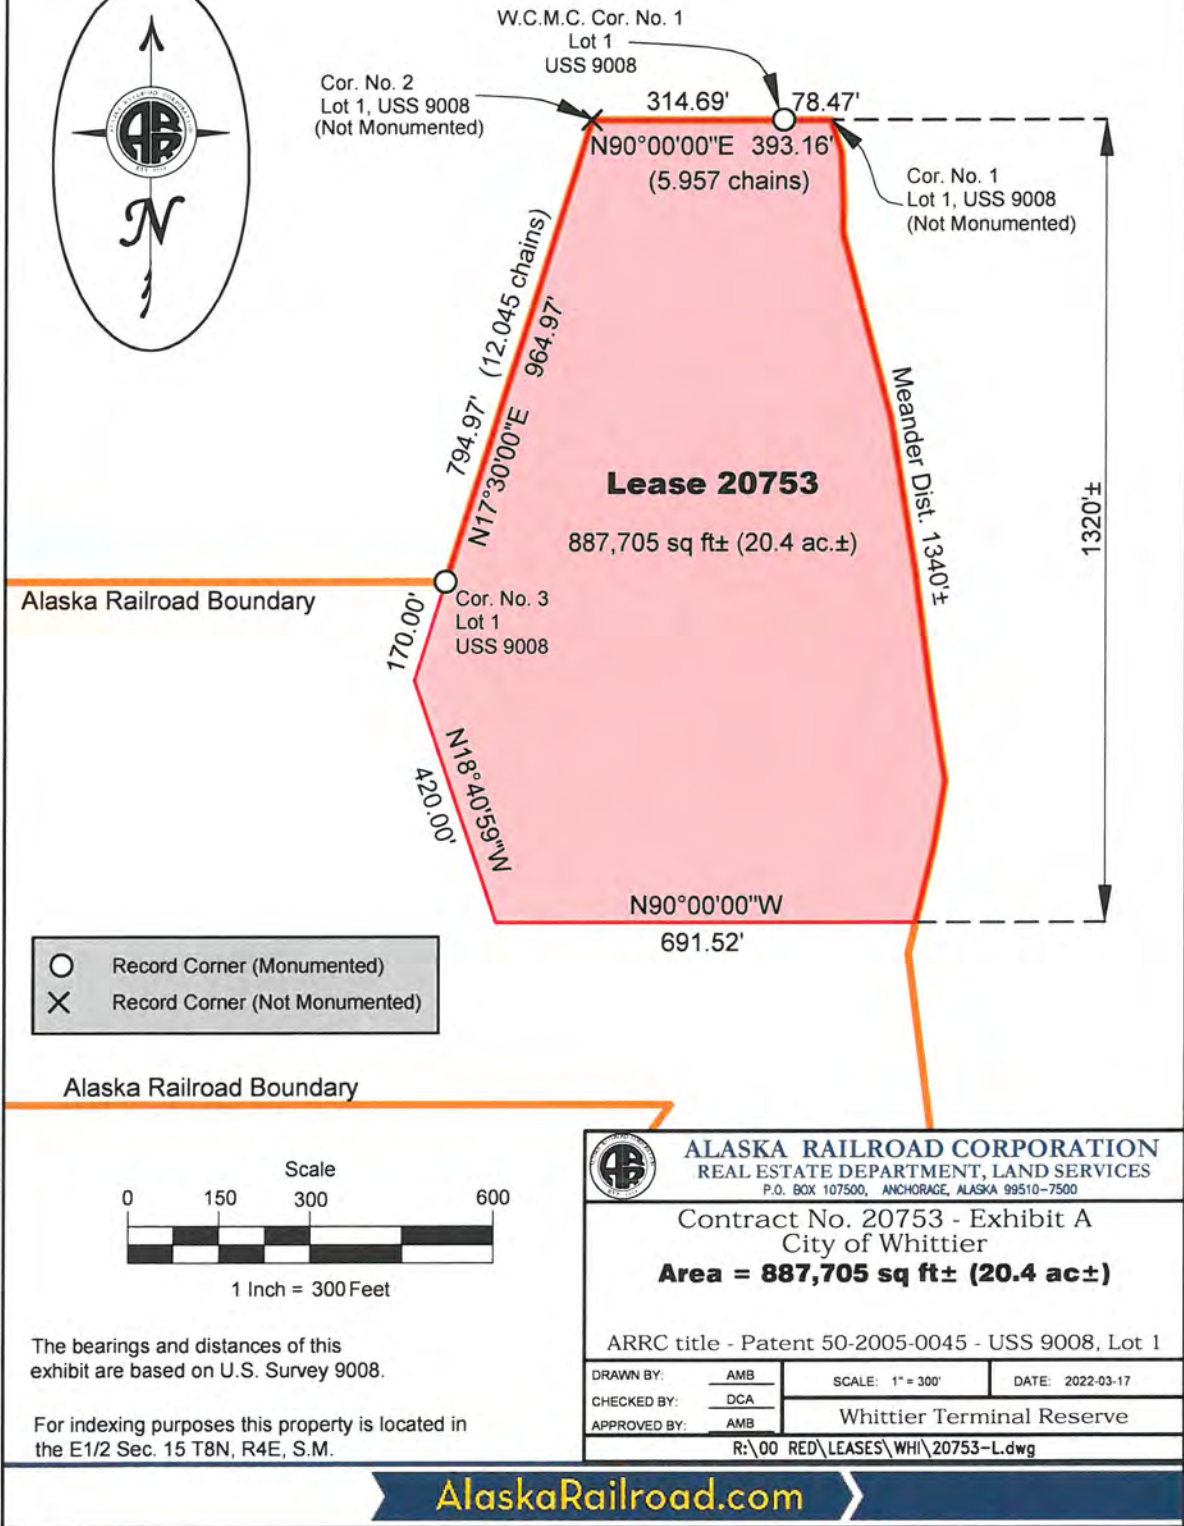 W.C.M.C. Cor. No. 1
Lot 1
USS 9008
Cor. No. 2
Lot 1, USS 9008
(Not Monumented)
314.69'
78.47'
N90°00'00"E 393.16'
(5.957 chains)
Cor. No. 1
Lot 1, USS 9008
(Not Monumented)
N
794.97' (12.045 chains)
N17°30'00"E 964.97'
Meander Dist. 1340'±
1320'±
Lease 20753
887,705 sq ft± (20.4 ac.±)
Alaska Railroad Boundary
Cor. No. 3
Lot 1
USS 9008
170.00'
N18°40'59"W
420.00'
N90°00'00"W
691.52'
Record Corner (Monumented)
Record Corner (Not Monumented)
Alaska Railroad Boundary
Scale
0 150 300 600
1 Inch = 300 Feet
The bearings and distances of this
exhibit are based on U.S. Survey 9008.
For indexing purposes this property is located in
the E1/2 Sec. 15 T8N, R4E, S.M.
ALASKA RAILROAD CORPORATION
REAL ESTATE DEPARTMENT, LAND SERVICES
P.O. BOX 107500, ANCHORAGE, ALASKA 99510-7500
Contract No. 20753 - Exhibit A
City of Whittier
Area = 887,705 sq ft± (20.4 ac±)
ARRC title - Patent 50-2005-0045 - USS 9008, Lot 1
DRAWN BY: AMB
CHECKED BY: DCA
APPROVED BY: AMB
SCALE: 1" = 300'
DATE: 2022-03-17
Whittier Terminal Reserve
R:\00 RED\LEASES\WHI\20753-L.dwg
AlaskaRailroad.com